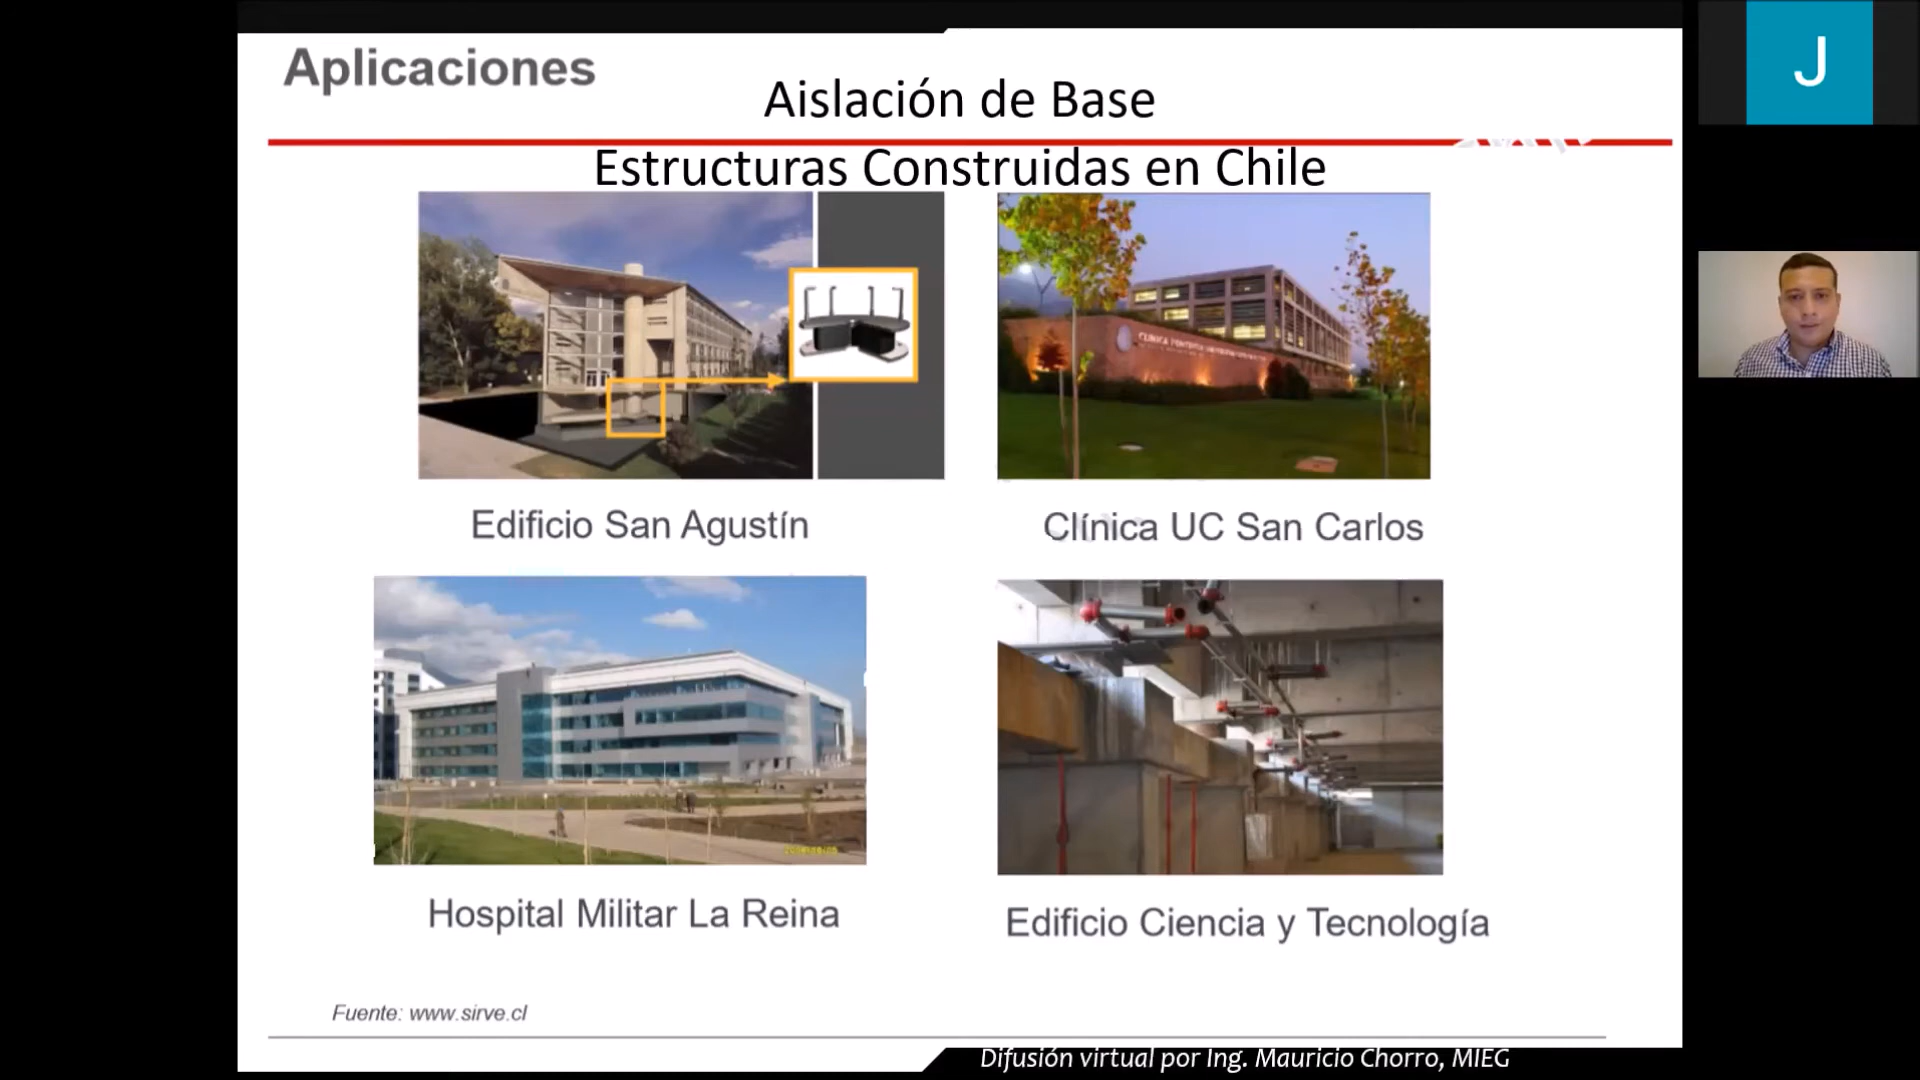 Aplicaciones
Aislación de Base
Estructuras Construidas en Chile
J
Edificio San Agustín
Clínica UC San Carlos
Hospital Militar La Reina
Edificio Ciencia y Tecnología
Fuente: www.sirve.cl
Difusión virtual por Ing. Mauricio Chorro, MIEG